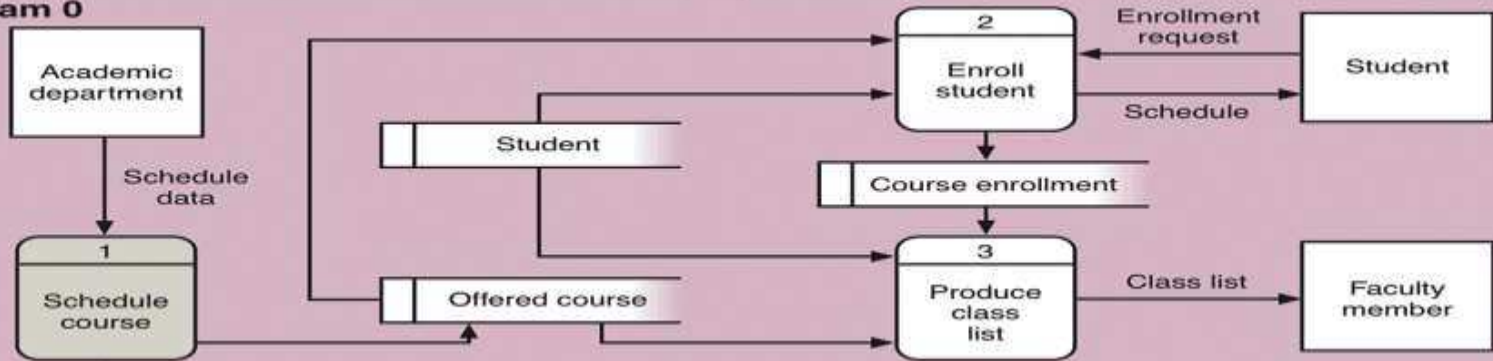 am 0
Academic
department
Schedule
data
1
Schedule
course
Student
Offered course
2
Enroll
student
Enrollment
request
Schedule
Student
Course enrollment
3
Produce
class
list
Class list
Faculty
member